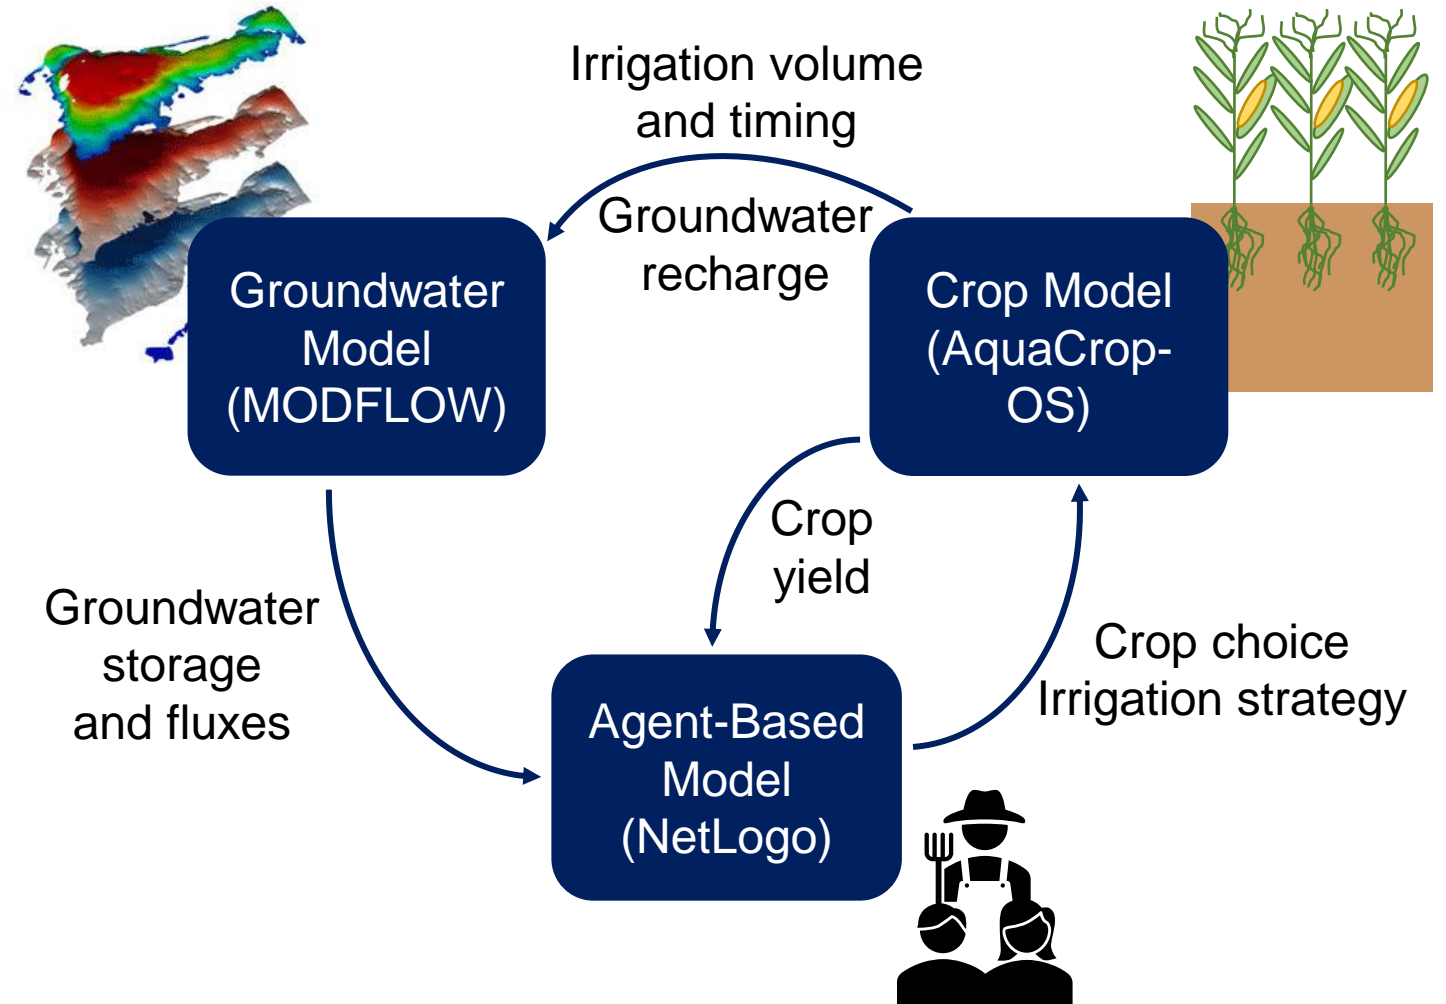 Irrigation volume
and timing
Groundwater
recharge
Groundwater
Model
(MODFLOW)
Crop Model
(AquaCrop-
OS)
Crop
yield
Groundwater
storage
and fluxes
Crop choice
Irrigation strategy
Agent-Based
Model
(NetLogo)